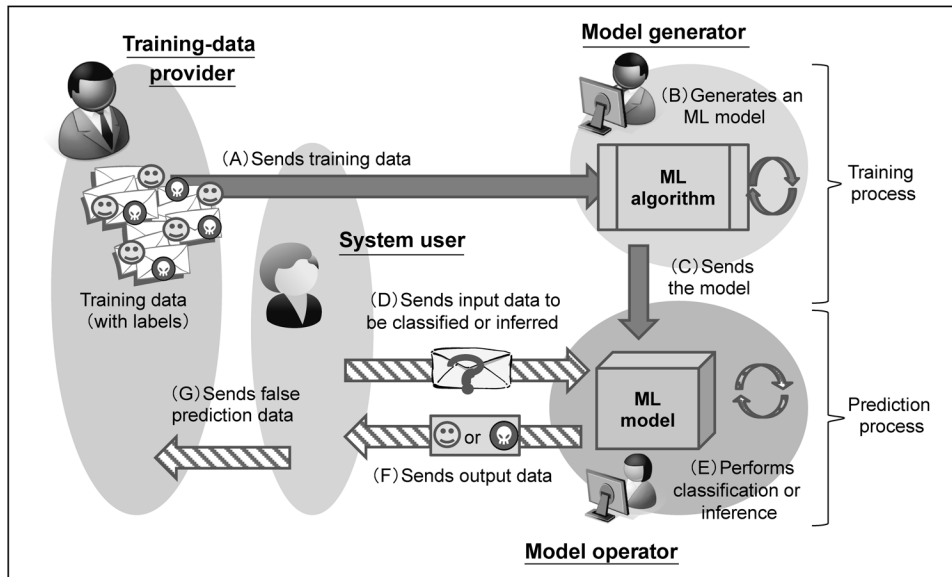 Training-data
provider
Model generator
(B)Generates an
ML model
(A)Sends training data
ML
algorithm
Training
process
System user
(C)Sends
the model
Training data
(with labels)
(D)Sends input data to
be classified or inferred
?
(G)Sends false
prediction data
ML
model
Prediction
process
or
(F)Sends output data
(E)Performs
classification or
inference
Model operator